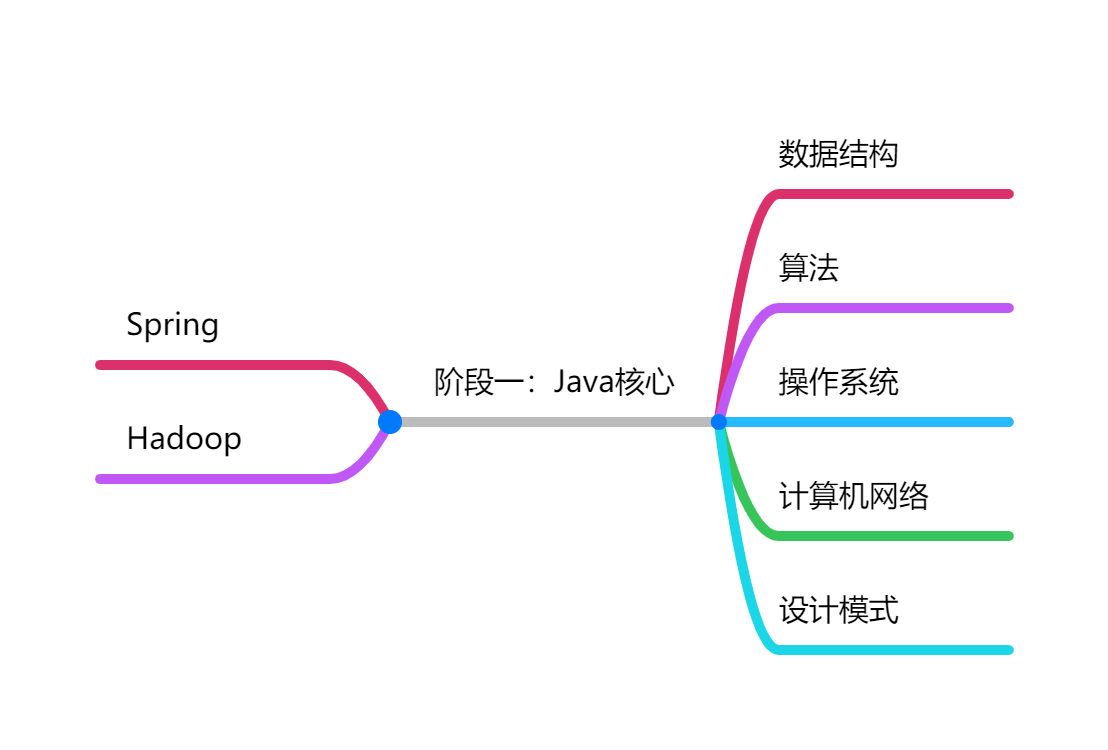 Spring
Hadoop
阶段一：Java核心
数据结构
算法
操作系统
计算机网络
设计模式